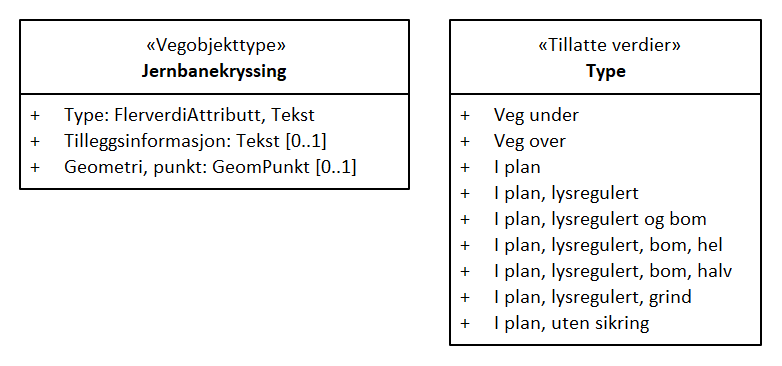 «Vegobjekttype»
Jernbanekryssing
+ Type: FlerverdiAttributt, Tekst
+ Tilleggsinformasjon: Tekst [0..1]
+ Geometri, punkt: GeomPunkt [0..1]
«Tillatte verdier»
Type
+ Veg under
+ Veg over
+ I plan
+ I plan, lysregulert
+ I plan, lysregulert og bom
+ I plan, lysregulert, bom, hel
+ I plan, lysregulert, bom, halv
+ I plan, lysregulert, grind
+ I plan, uten sikring